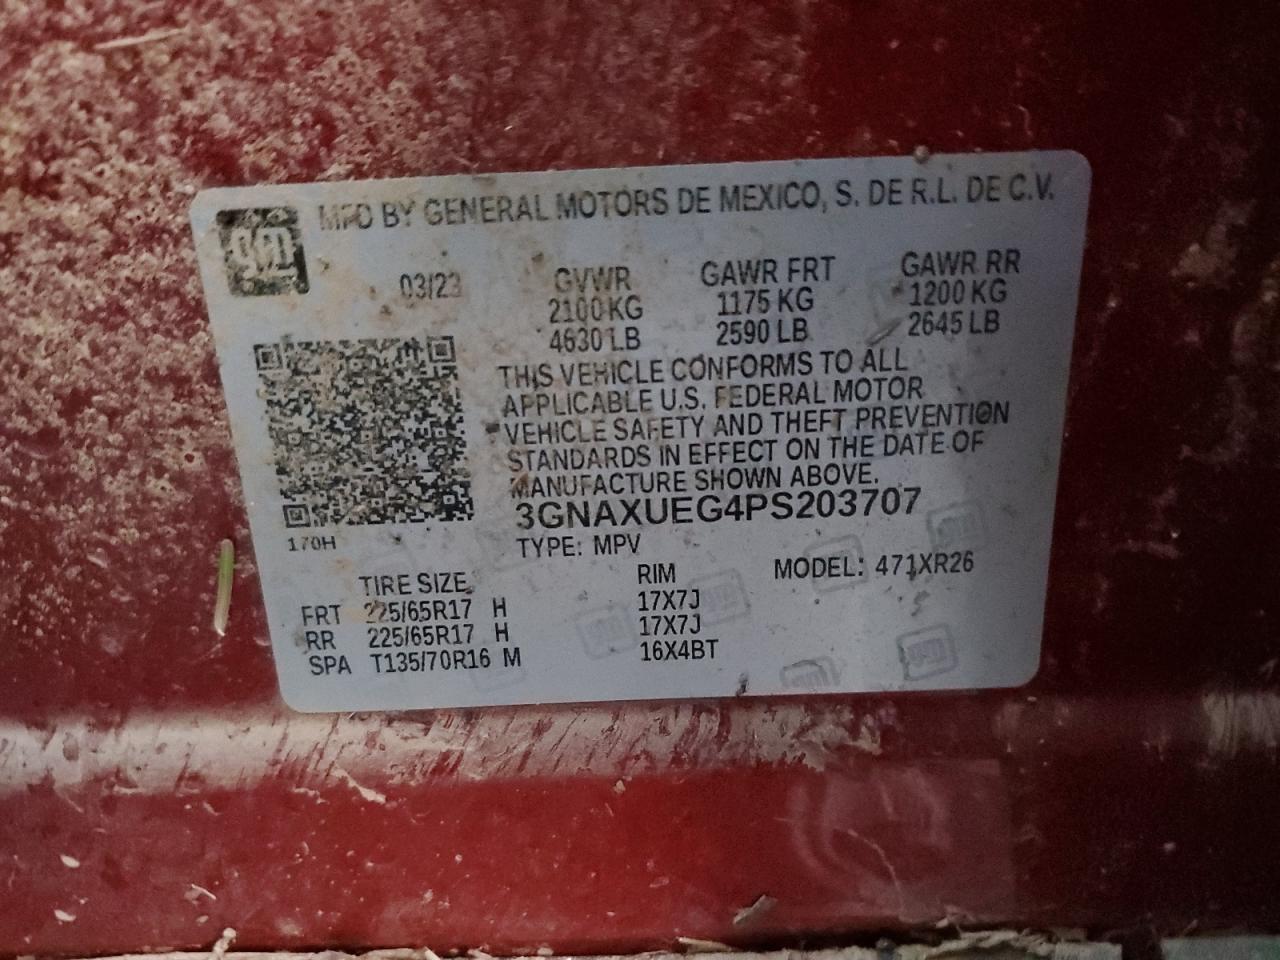 gm
MFD BY GENERAL MOTORS DE MEXICO, S. DE R.L. DE C.V.
03/23 GVWR GAWR FRT GAWR RR
2100 KG 1175 KG 1200 KG
4630 LB 2590 LB 2645 LB
THIS VEHICLE CONFORMS TO ALL
APPLICABLE U.S. FEDERAL MOTOR
VEHICLE SAFETY AND THEFT PREVENTION
STANDARDS IN EFFECT ON THE DATE OF
MANUFACTURE SHOWN ABOVE.
3GNAXUEG4PS203707
170H
TYPE: MPV MODEL: 471XR26
TIRE SIZE RIM
FRT 225/65R17 H 17X7J
RR 225/65R17 H 17X7J
SPA T135/70R16 M 16X4BT